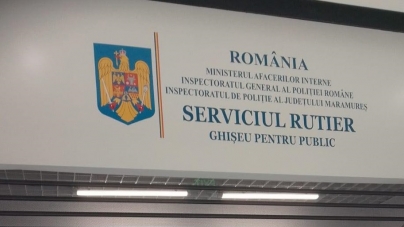 ROMÂNIA
MINISTERUL AFACERILOR INTERNE
INSPECTORATUL GENERAL AL POLIȚIEI ROMÂNE
INSPECTORATUL DE POLIȚIE AL JUDEȚULUI MARAMUREȘ
SERVICIUL RUTIER
GHIȘEU PENTRU PUBLIC